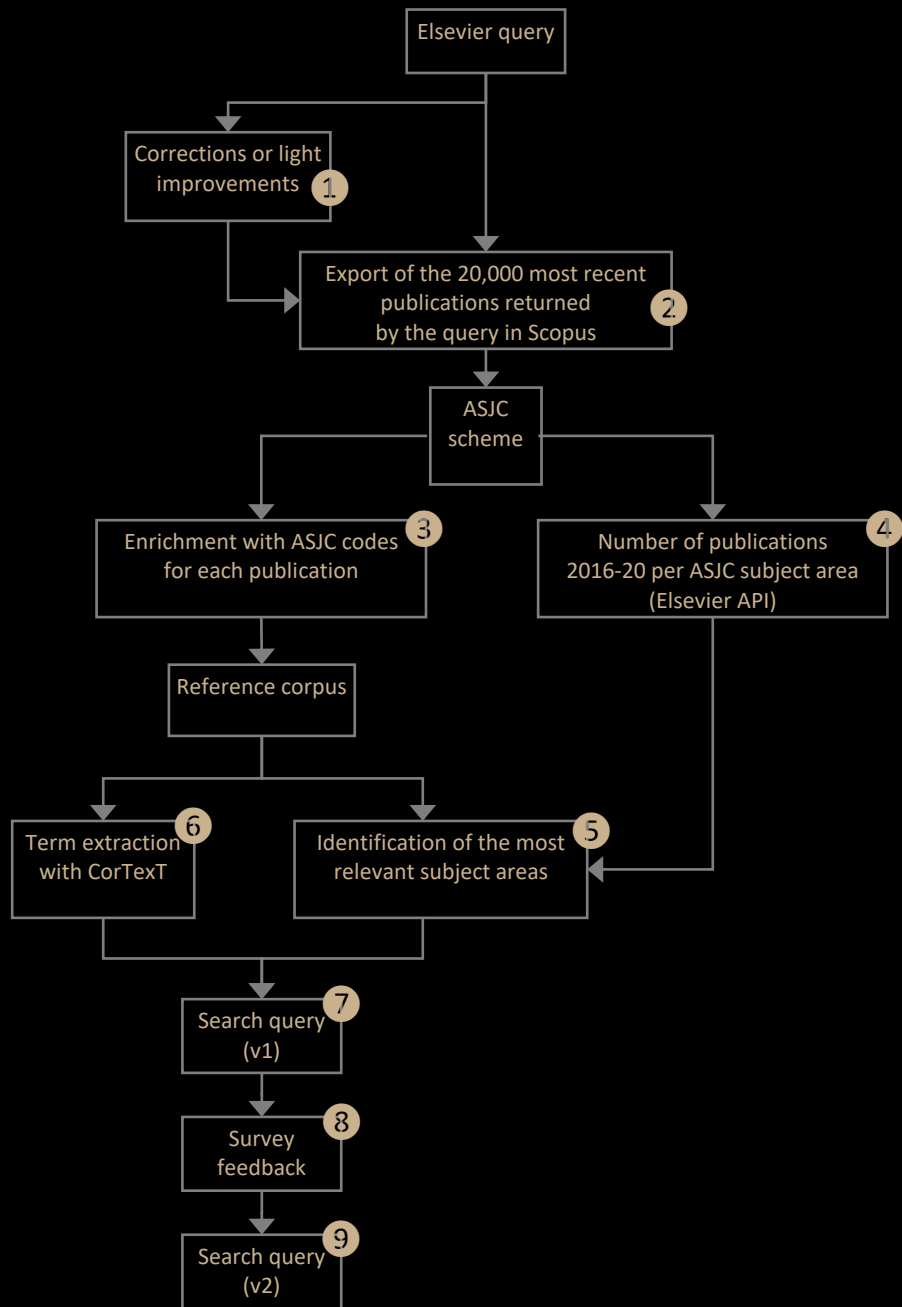 Elsevier query
Corrections or light
improvements
1
Export of the 20,000 most recent
publications returned
by the query in Scopus
2
ASJC
scheme
3
Enrichment with ASJC codes
for each publication
4
Number of publications
2016-20 per ASJC subject area
(Elsevier API)
Reference corpus
6
Term extraction
with CorTexT
5
Identification of the most
relevant subject areas
7
Search query
(v1)
8
Survey
feedback
9
Search query
(v2)